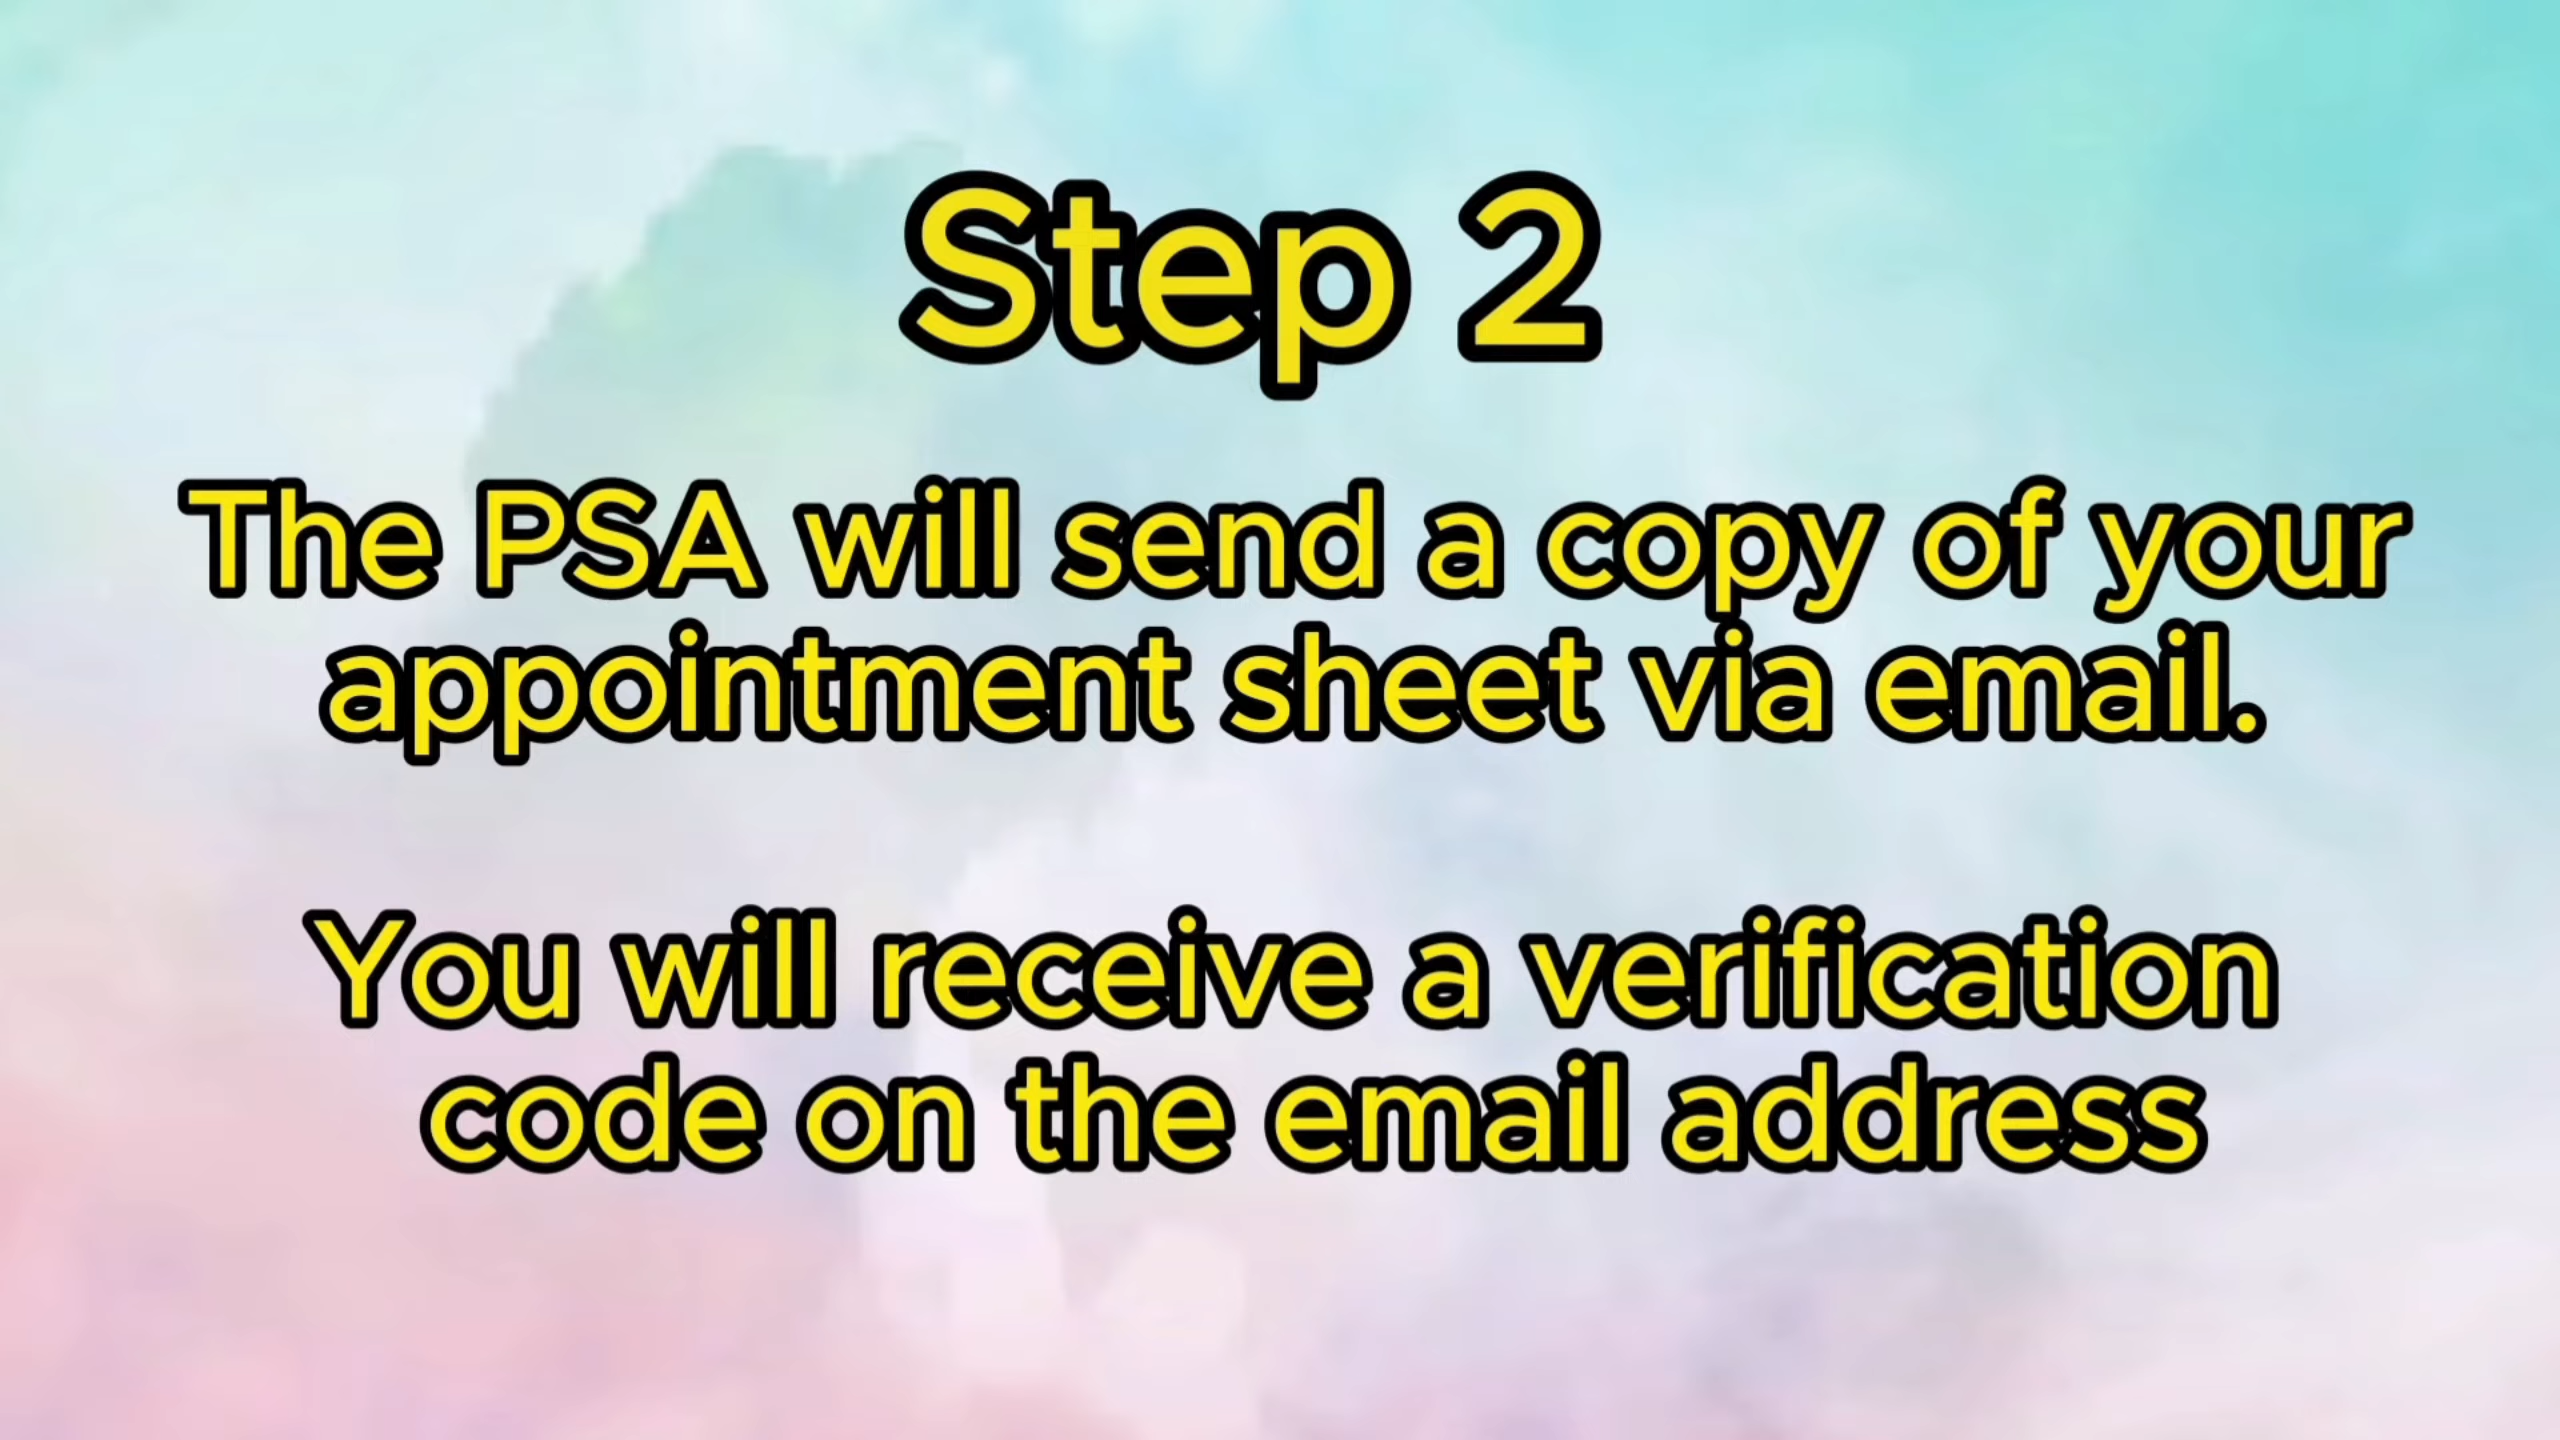 Step 2
The PSA will send a copy of your
appointment sheet via email.
You will receive a verification
code on the email address